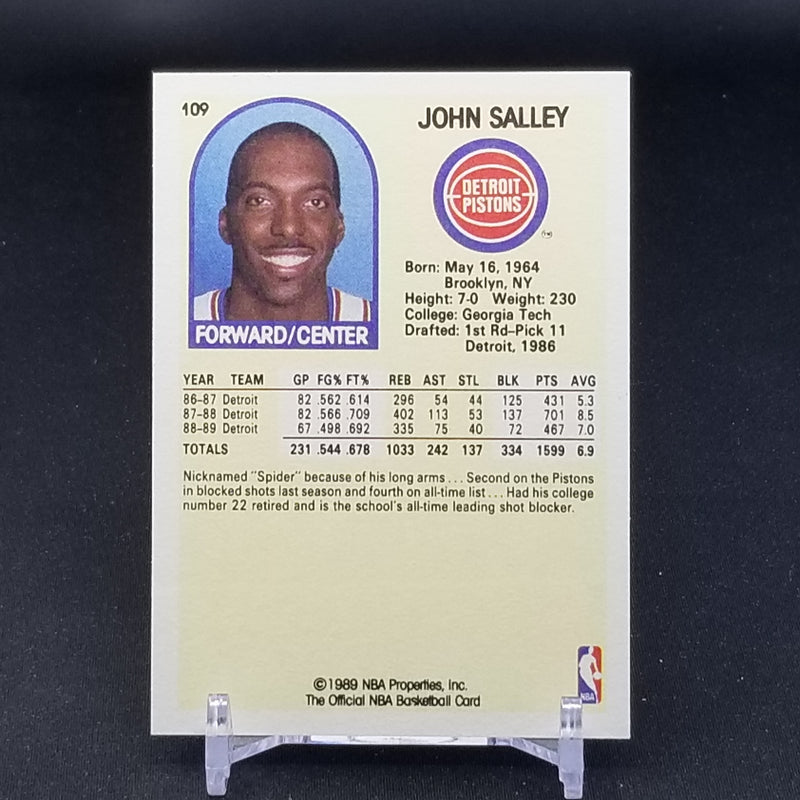 109
JOHN SALLEY
DETROIT
PISTONS
TM
Born: May 16, 1964
Brooklyn, NY
Height: 7-0 Weight: 230
College: Georgia Tech
Drafted: 1st Rd–Pick 11
Detroit, 1986
FORWARD/CENTER
YEAR TEAM GP FG% FT% REB AST STL BLK PTS AVG
86-87 Detroit 82 .562 .614 296 54 44 125 431 5.3
87-88 Detroit 82 .566 .709 402 113 53 137 701 8.5
88-89 Detroit 67 .498 .692 335 75 40 72 467 7.0
TOTALS 231 .544 .678 1033 242 137 334 1599 6.9
Nicknamed "Spider" because of his long arms . . . Second on the Pistons
in blocked shots last season and fourth on all-time list . . . Had his college
number 22 retired and is the school's all-time leading shot blocker.
©1989 NBA Properties, Inc.
The Official NBA Basketball Card
NBA